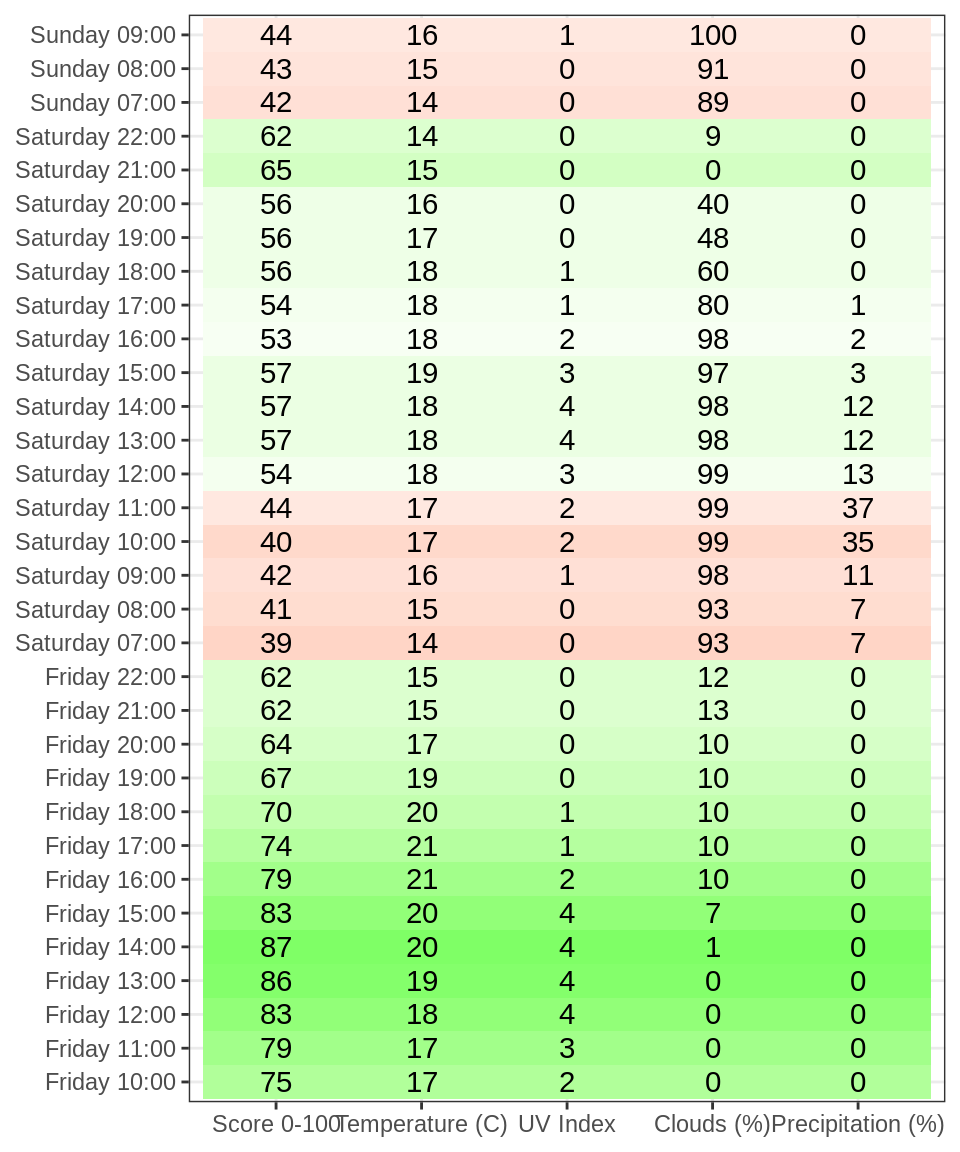 Sunday 09:00 44 16 1 100 0
Sunday 08:00 43 15 0 91 0
Sunday 07:00 42 14 0 89 0
Saturday 22:00 62 14 0 9 0
Saturday 21:00 65 15 0 0 0
Saturday 20:00 56 16 0 40 0
Saturday 19:00 56 17 0 48 0
Saturday 18:00 56 18 1 60 0
Saturday 17:00 54 18 1 80 1
Saturday 16:00 53 18 2 98 2
Saturday 15:00 57 19 3 97 3
Saturday 14:00 57 18 4 98 12
Saturday 13:00 57 18 4 98 12
Saturday 12:00 54 18 3 99 13
Saturday 11:00 44 17 2 99 37
Saturday 10:00 40 17 2 99 35
Saturday 09:00 42 16 1 98 11
Saturday 08:00 41 15 0 93 7
Saturday 07:00 39 14 0 93 7
Friday 22:00 62 15 0 12 0
Friday 21:00 62 15 0 13 0
Friday 20:00 64 17 0 10 0
Friday 19:00 67 19 0 10 0
Friday 18:00 70 20 1 10 0
Friday 17:00 74 21 1 10 0
Friday 16:00 79 21 2 10 0
Friday 15:00 83 20 4 7 0
Friday 14:00 87 20 4 1 0
Friday 13:00 86 19 4 0 0
Friday 12:00 83 18 4 0 0
Friday 11:00 79 17 3 0 0
Friday 10:00 75 17 2 0 0
Score 0-100 Temperature (C) UV Index Clouds (%) Precipitation (%)